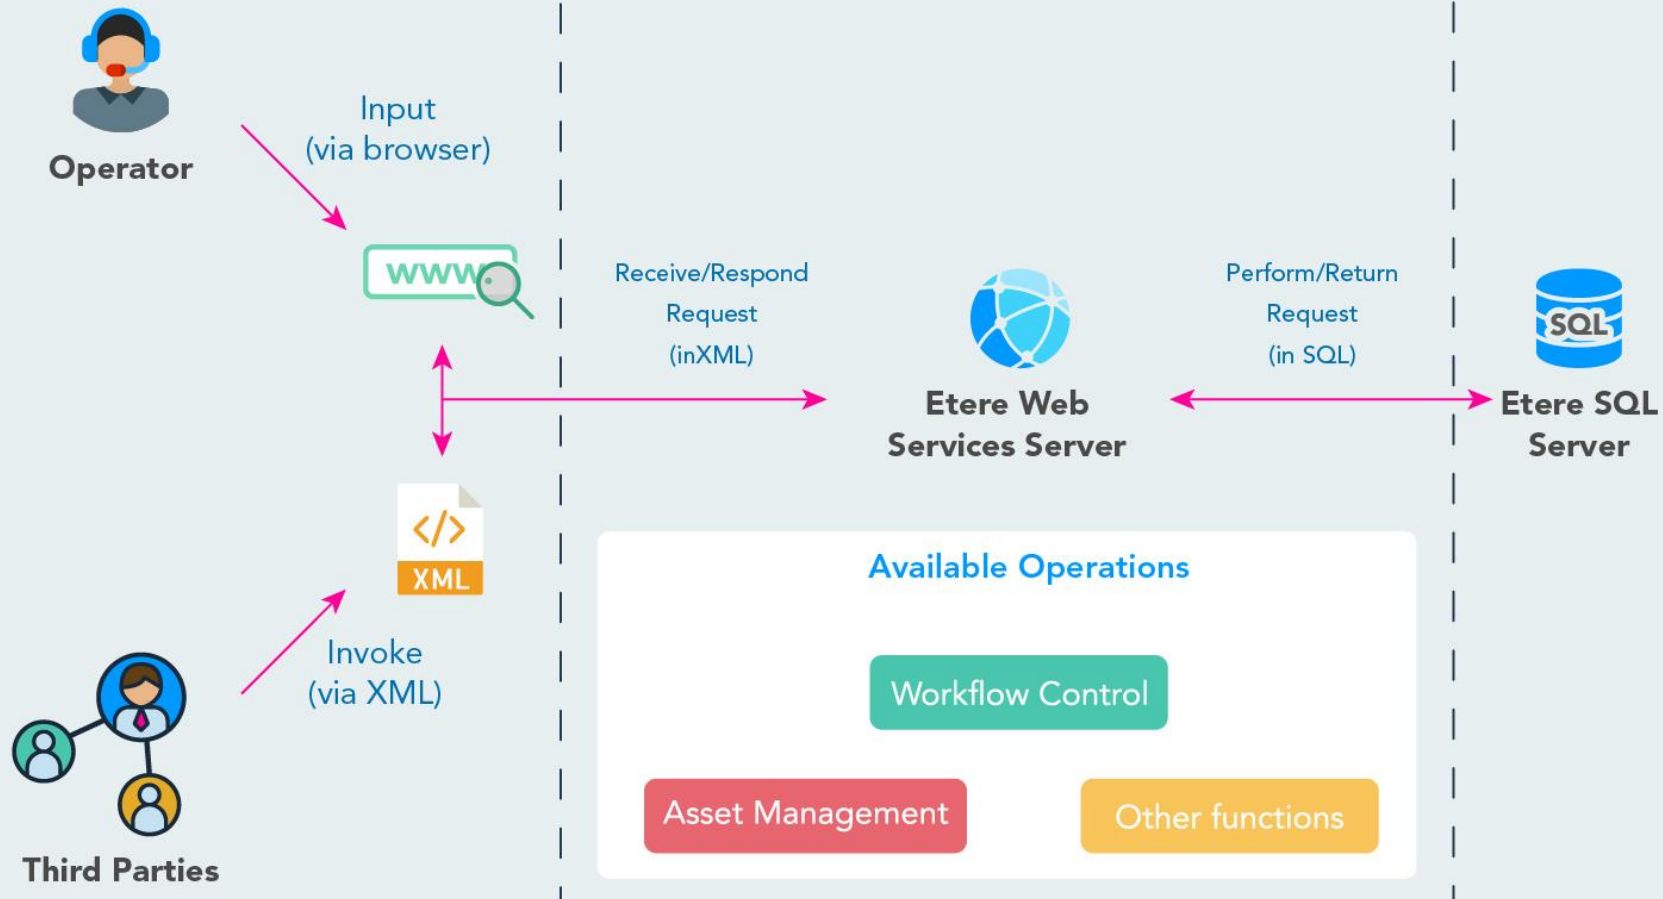 Operator
Input
(via browser)
www
Receive/Respond
Request
(inXML)
Etere Web
Services Server
Perform/Return
Request
(in SQL)
SQL
Etere SQL
Server
</>
XML
Invoke
(via XML)
Third Parties
Available Operations
Workflow Control
Asset Management
Other functions